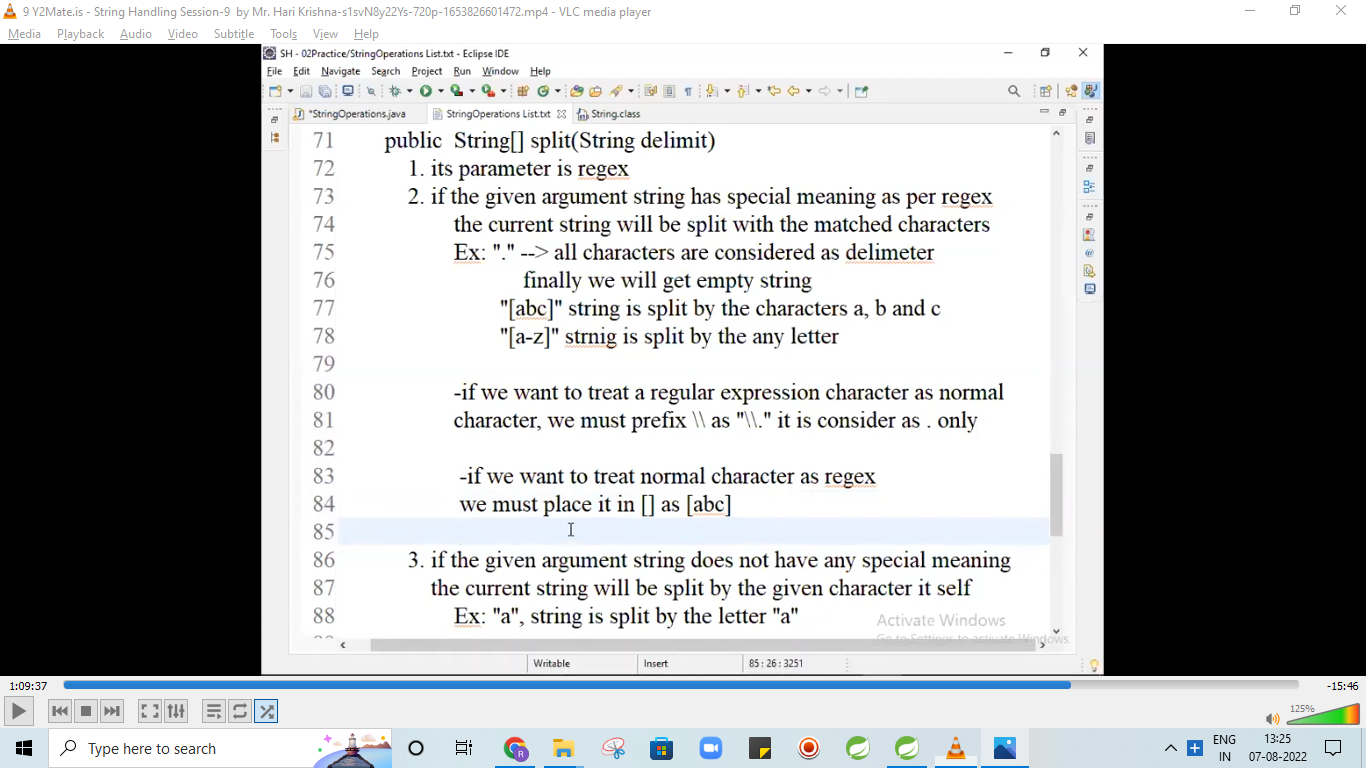 9 Y2Mate.is - String Handling Session-9 by Mr. Hari Krishna-s1svN8y22Ys-720p-1653826601472.mp4 - VLC media player
Media Playback Audio Video Subtitle Tools View Help
SH - 02Practice/StringOperations List.txt - Eclipse IDE
File Edit Navigate Search Project Run Window Help
*StringOperations.java StringOperations List.txt String.class
71 public String[] split(String delimit)
72 1. its parameter is regex
73 2. if the given argument string has special meaning as per regex
74 the current string will be split with the matched characters
75 Ex: "." --> all characters are considered as delimeter
76 finally we will get empty string
77 "[abc]" string is split by the characters a, b and c
78 "[a-z]" strnig is split by the any letter
79
80 -if we want to treat a regular expression character as normal
81 character, we must prefix \\ as "\\." it is consider as . only
82
83 -if we want to treat normal character as regex
84 we must place it in [] as [abc]
85
86 3. if the given argument string does not have any special meaning
87 the current string will be split by the given character it self
88 Ex: "a", string is split by the letter "a"
Activate Windows
Go to Settings to activate Windows.
Writable Insert 85 : 26 : 3251
1:09:37 -15:46
125%
Type here to search
ENG 13:25
IN 07-08-2022